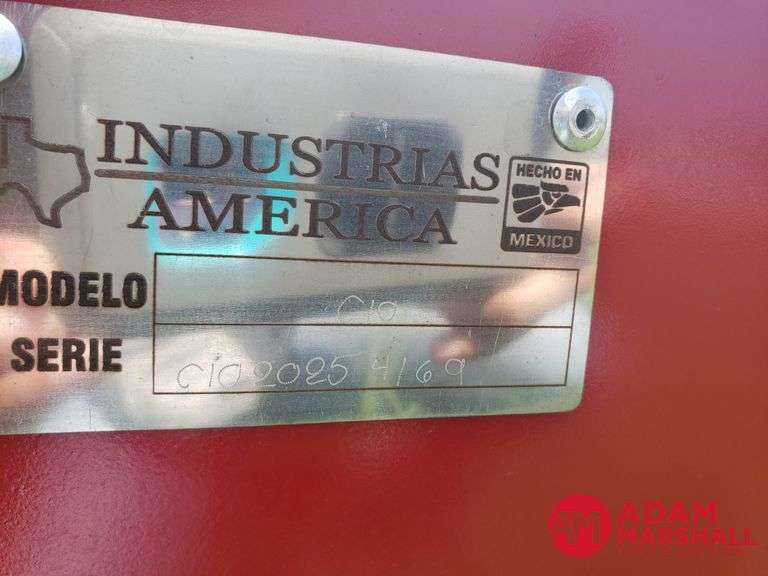 INDUSTRIAS
AMERICA
HECHO EN
MEXICO
MODELO C10
SERIE C1020254169
ADAM
MARSHALL